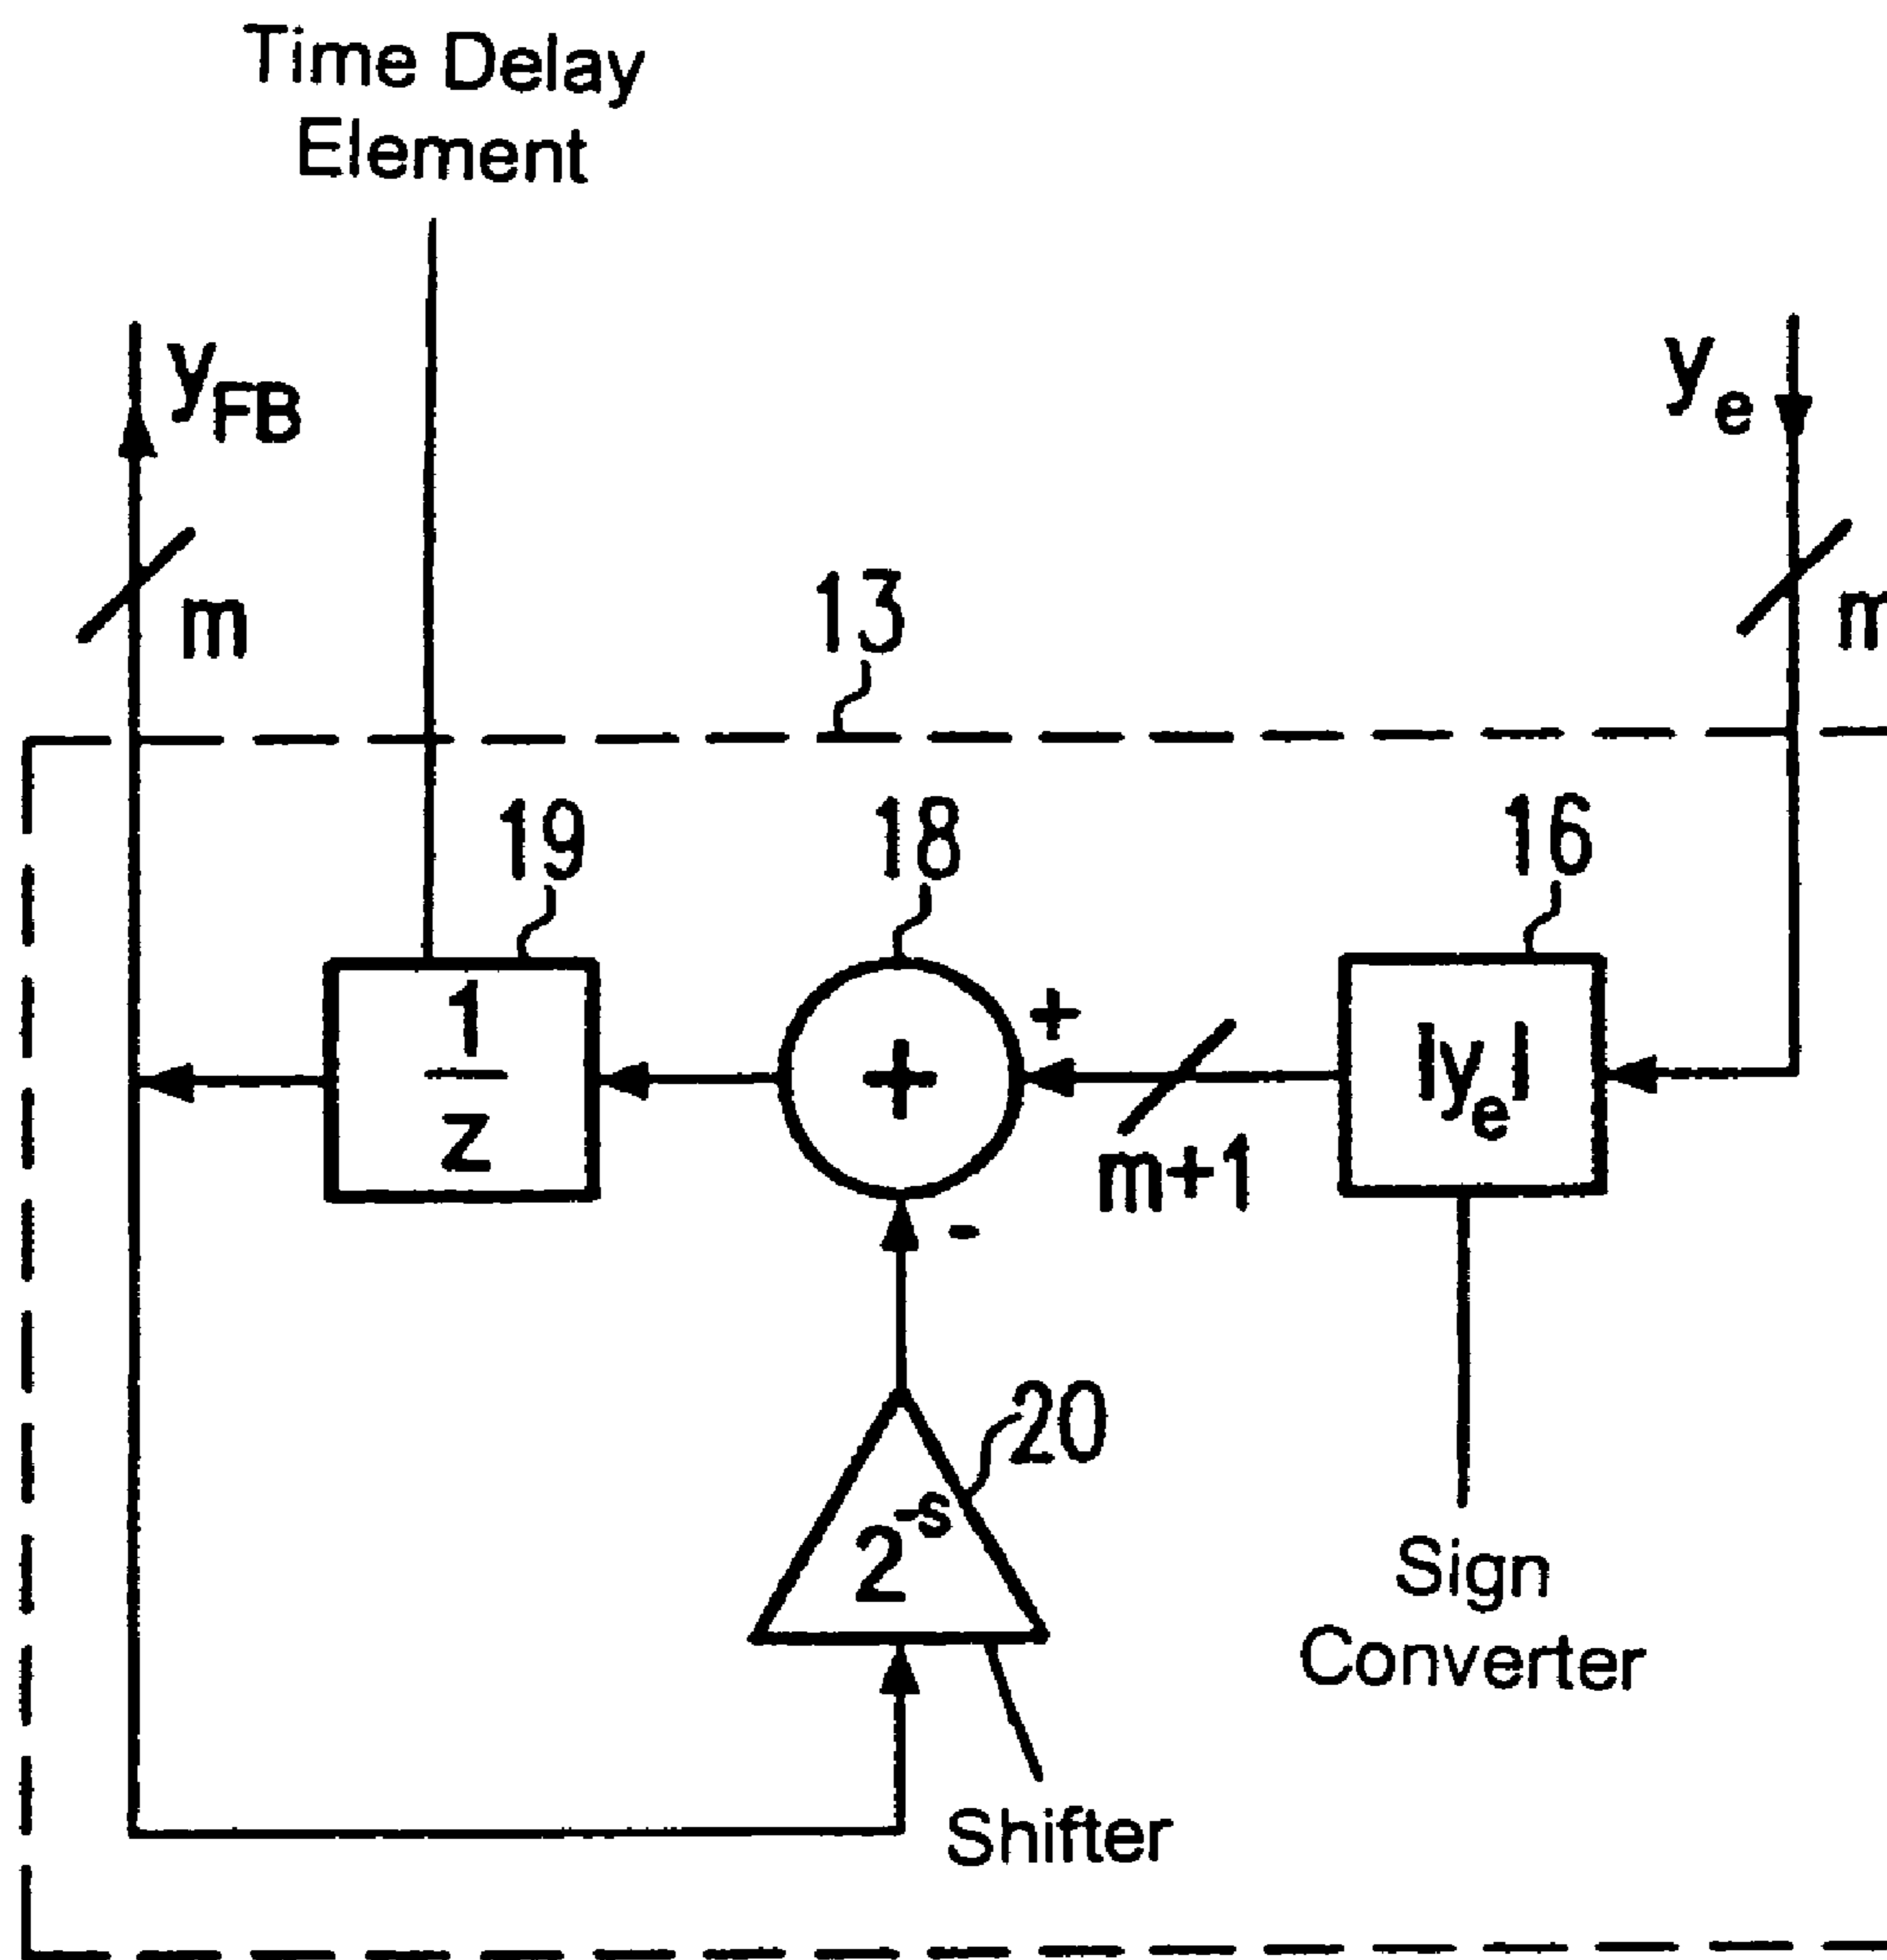 Time Delay
Element
y_FB
y_e
m
m
13
19
18
16
1
z
+
+
|y_e|
m+1
-
20
2^-s
Sign
Converter
Shifter